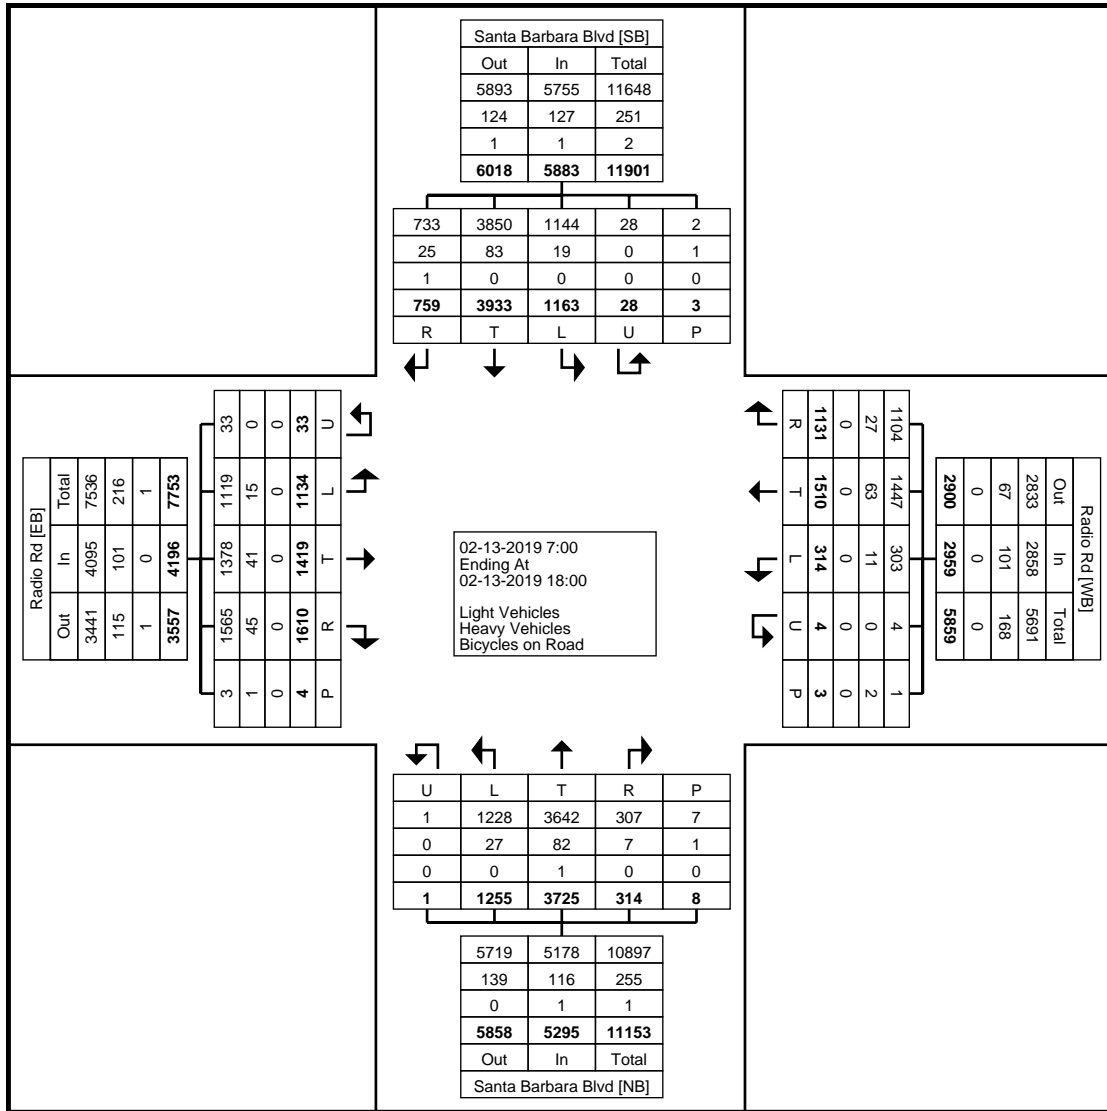 Santa Barbara Blvd [SB]
Out In Total
5893 5755 11648
124 127 251
1 1 2
6018 5883 11901
733 3850 1144 28 2
25 83 19 0 1
1 0 0 0 0
759 3933 1163 28 3
R T L U P
Radio Rd [EB]
Total In Out
7536 4095 3441
216 101 115
1 0 1
7753 4196 3557
33 1119 1378 1565 3
0 15 41 45 1
0 0 0 0 0
33 1134 1419 1610 4
U L T R P
02-13-2019 7:00
Ending At
02-13-2019 18:00
Light Vehicles
Heavy Vehicles
Bicycles on Road
R T L U P
1131 1510 314 4 3
0 0 0 0 0
27 63 11 0 2
1104 1447 303 4 1
2900 2959 5859
0 0 0
67 101 168
2833 2858 5691
Out In Total
Radio Rd [WB]
U L T R P
1 1228 3642 307 7
0 27 82 7 1
0 0 1 0 0
1 1255 3725 314 8
5719 5178 10897
139 116 255
0 1 1
5858 5295 11153
Out In Total
Santa Barbara Blvd [NB]